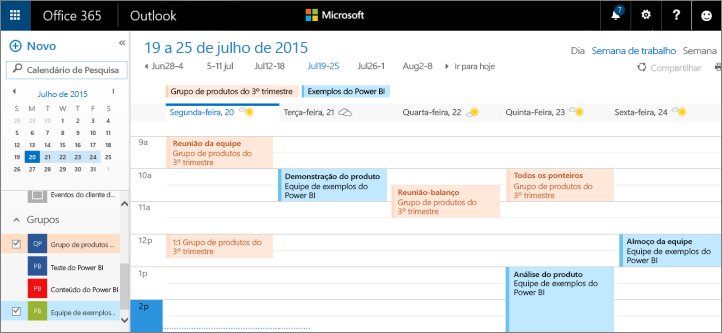 Office 365
Outlook
Microsoft
7
?
Novo
«
Calendário de Pesquisa
Julho de 2015
S M D M T F S
28 29 30 1 2 3 4
5 6 7 8 9 10 11
12 13 14 15 16 17 18
19 20 21 22 23 24 25
26 27 28 29 30 31 1
Eventos do cliente d...
Grupos
QP Grupo de produtos ...
PB Teste do Power BI
PB Conteúdo do Power BI
PB Equipe de exemplos...
19 a 25 de julho de 2015
Dia Semana de trabalho Semana
Jun28-4 5-11 jul Jul12-18 Jul19-25 Jul26-1 Aug2-8 Ir para hoje
Compartilhar
Grupo de produtos do 3º trimestre Exemplos do Power BI
Segunda-feira, 20 Terça-feira, 21 Quarta-feira, 22 Quinta-Feira, 23 Sexta-feira, 24
9a
10a
11a
12p
1p
2p
Reunião da equipe
Grupo de produtos do
3º trimestre
1:1 Grupo de produtos do
3º trimestre
Demonstração do produto
Equipe de exemplos do
Power BI
Reunião-balanço
Grupo de produtos do
3º trimestre
Todos os ponteiros
Grupo de produtos do
3º trimestre
Análise do produto
Equipe de exemplos do
Power BI
Almoço da equipe
Equipe de exemplos do
Power BI